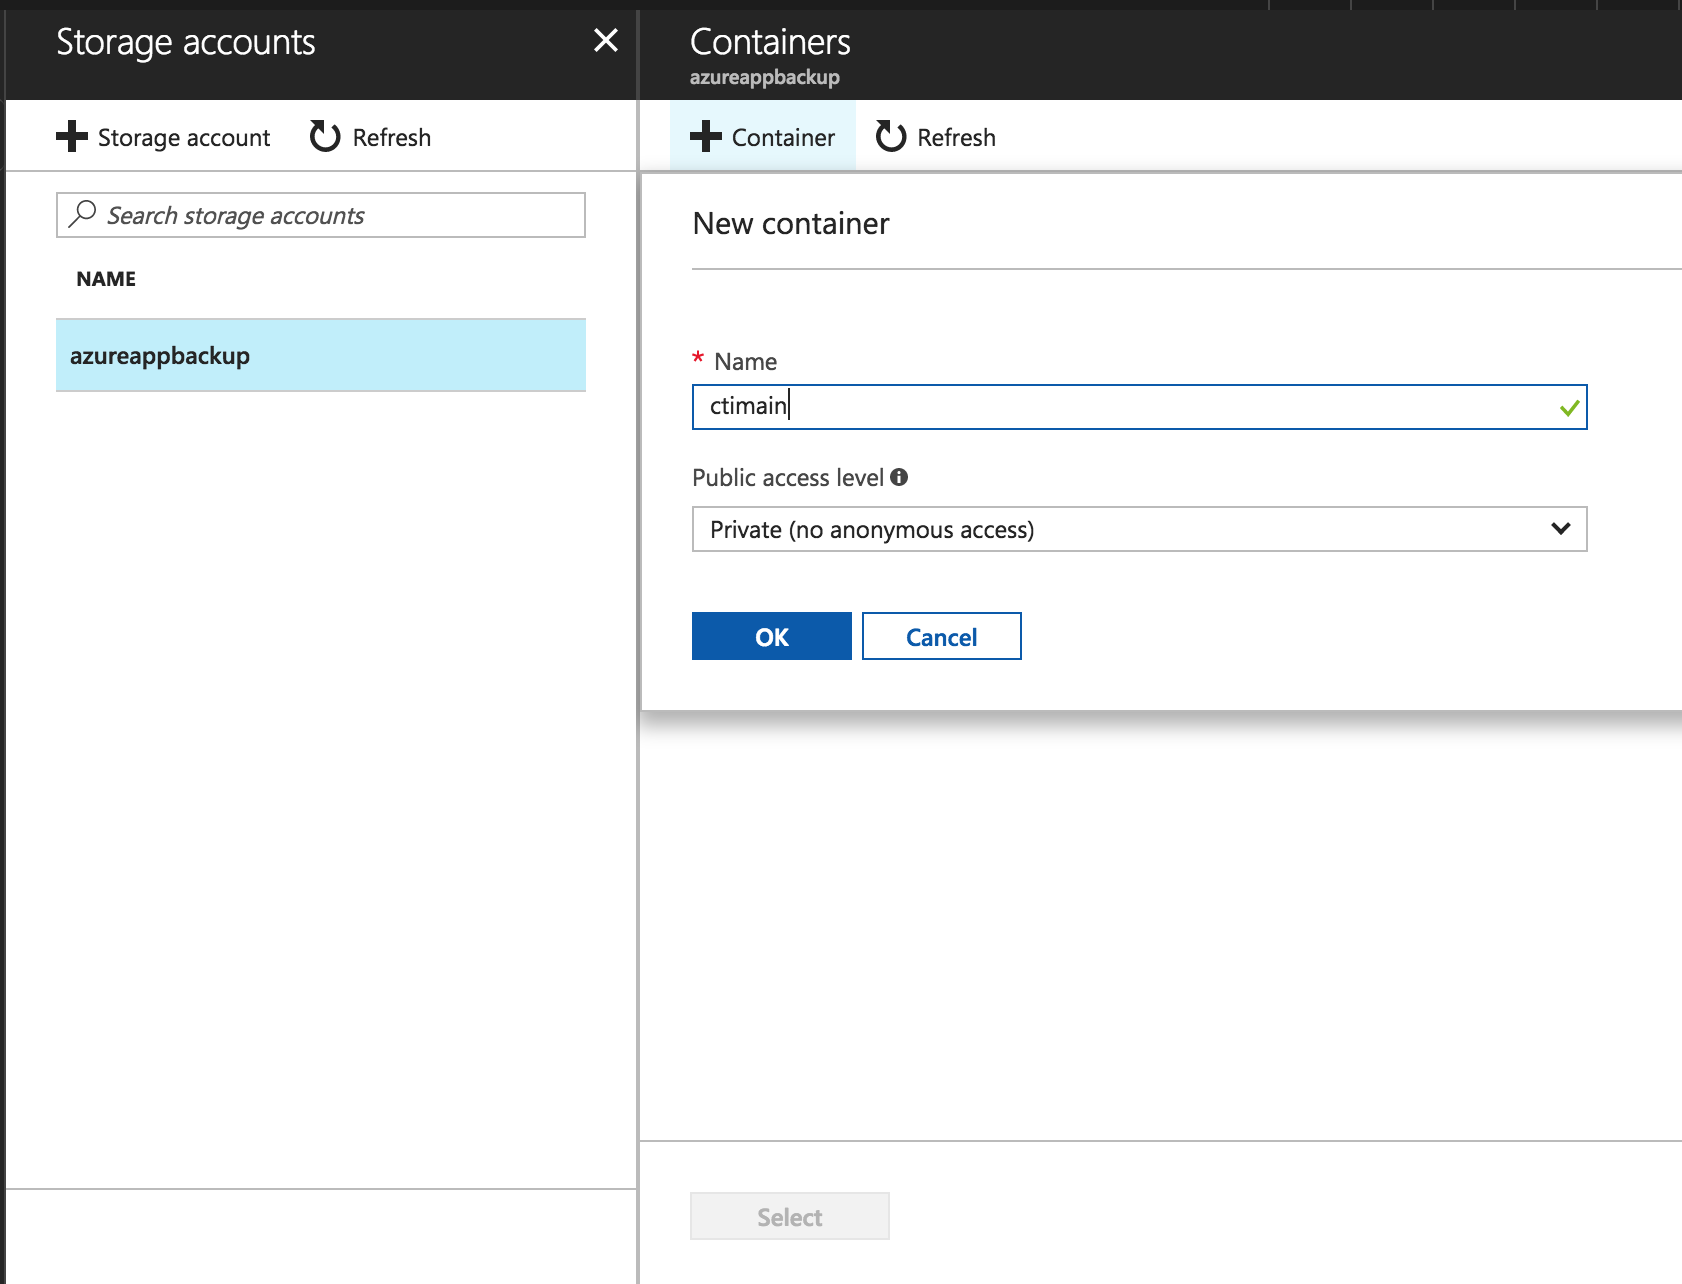 Storage accounts
Storage account
Refresh
Search storage accounts
NAME
azureappbackup
Containers
azureappbackup
Container
Refresh
New container
* Name
ctimain
Public access level
Private (no anonymous access)
OK
Cancel
Select